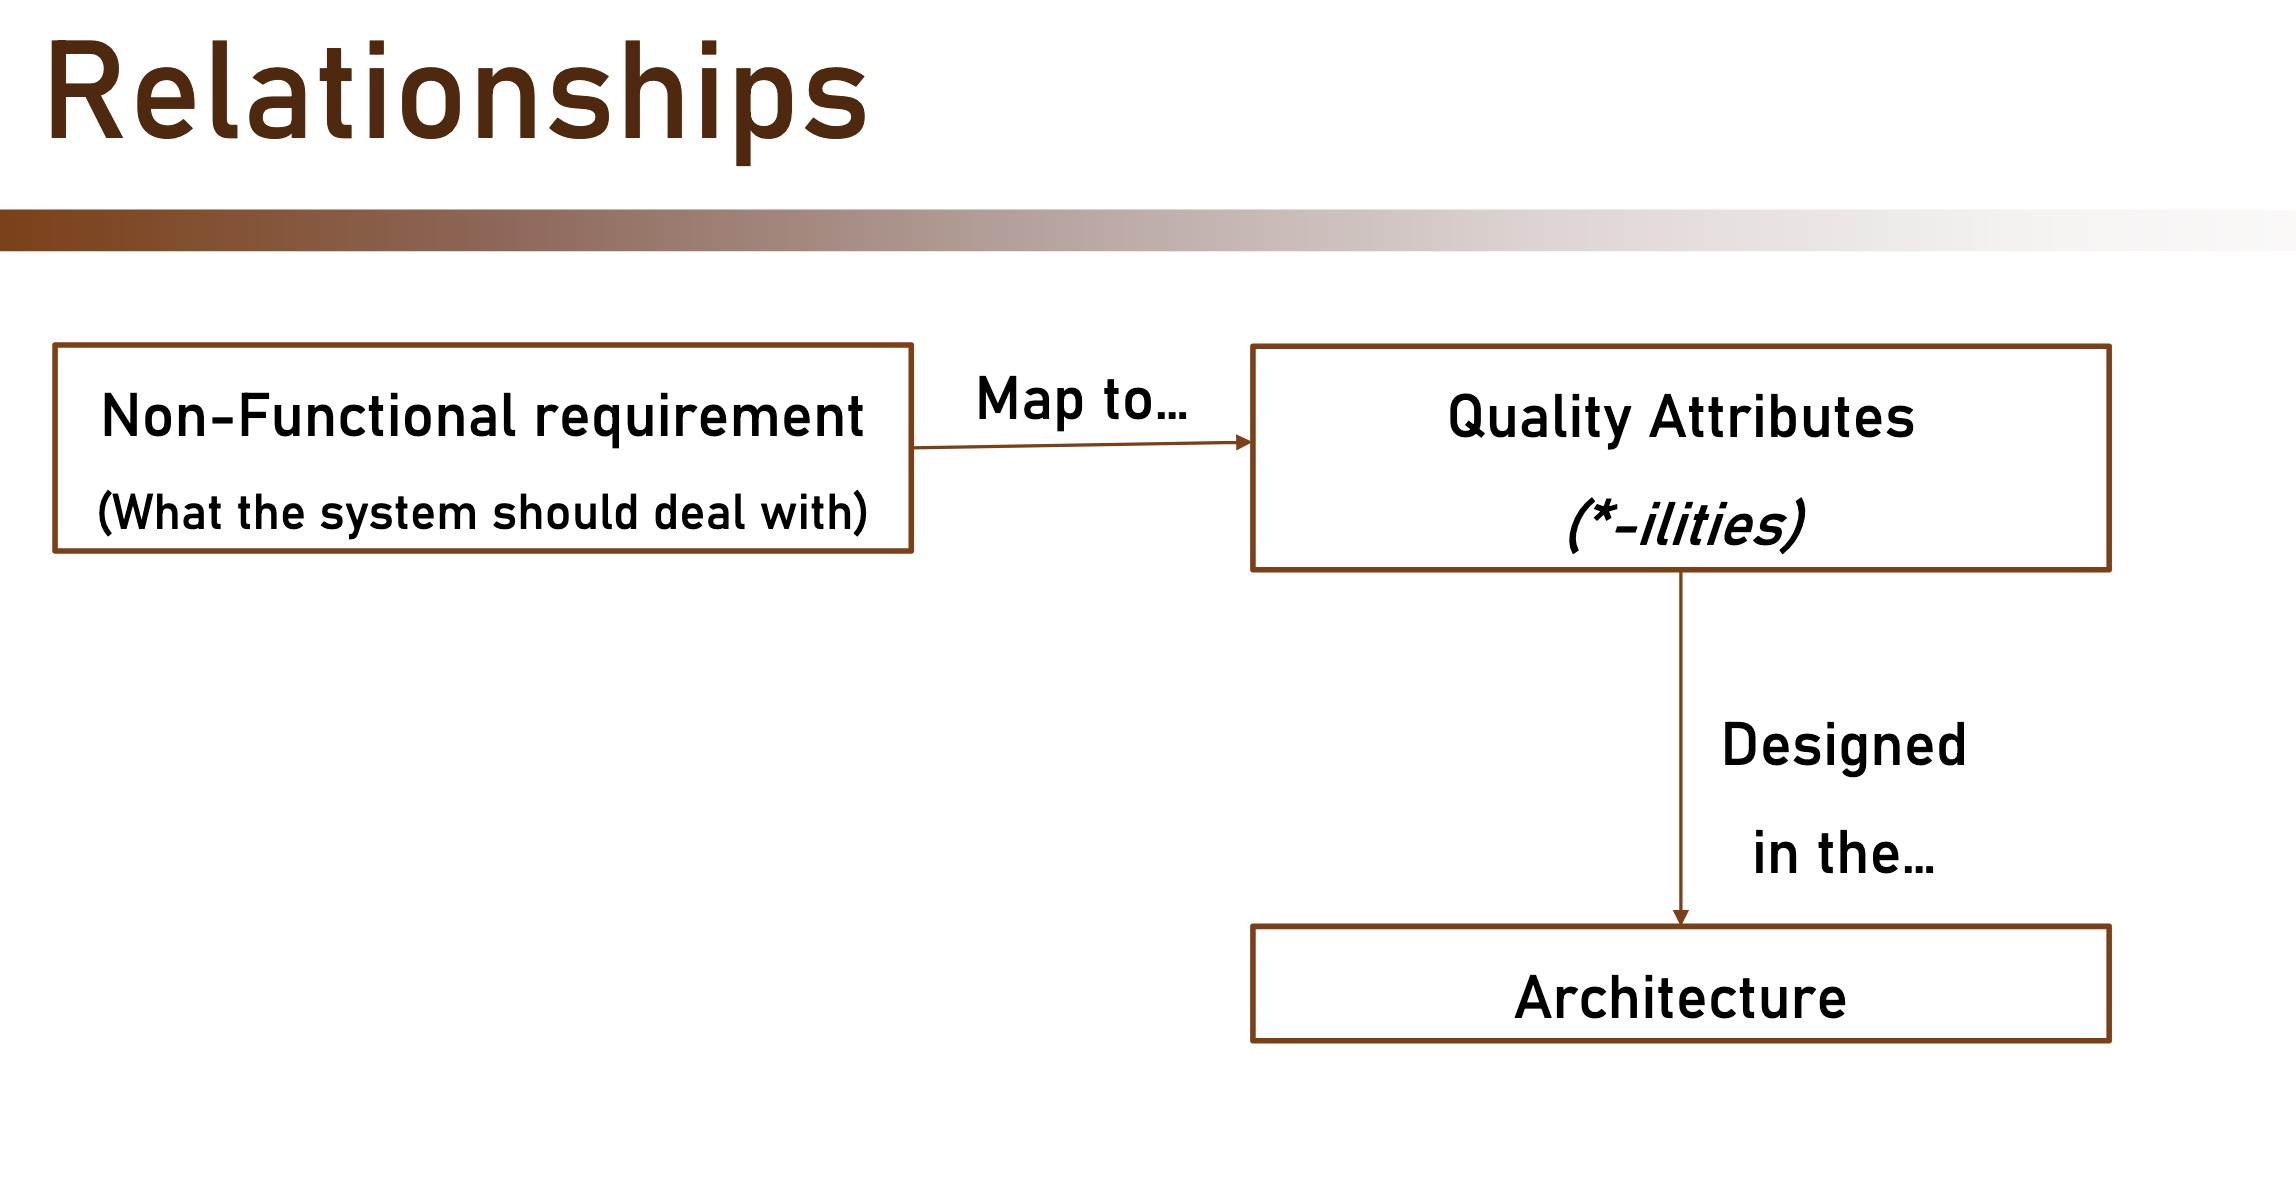 Relationships
Non-Functional requirement
(What the system should deal with)
Map to...
Quality Attributes
(*-ilities)
Designed
in the...
Architecture